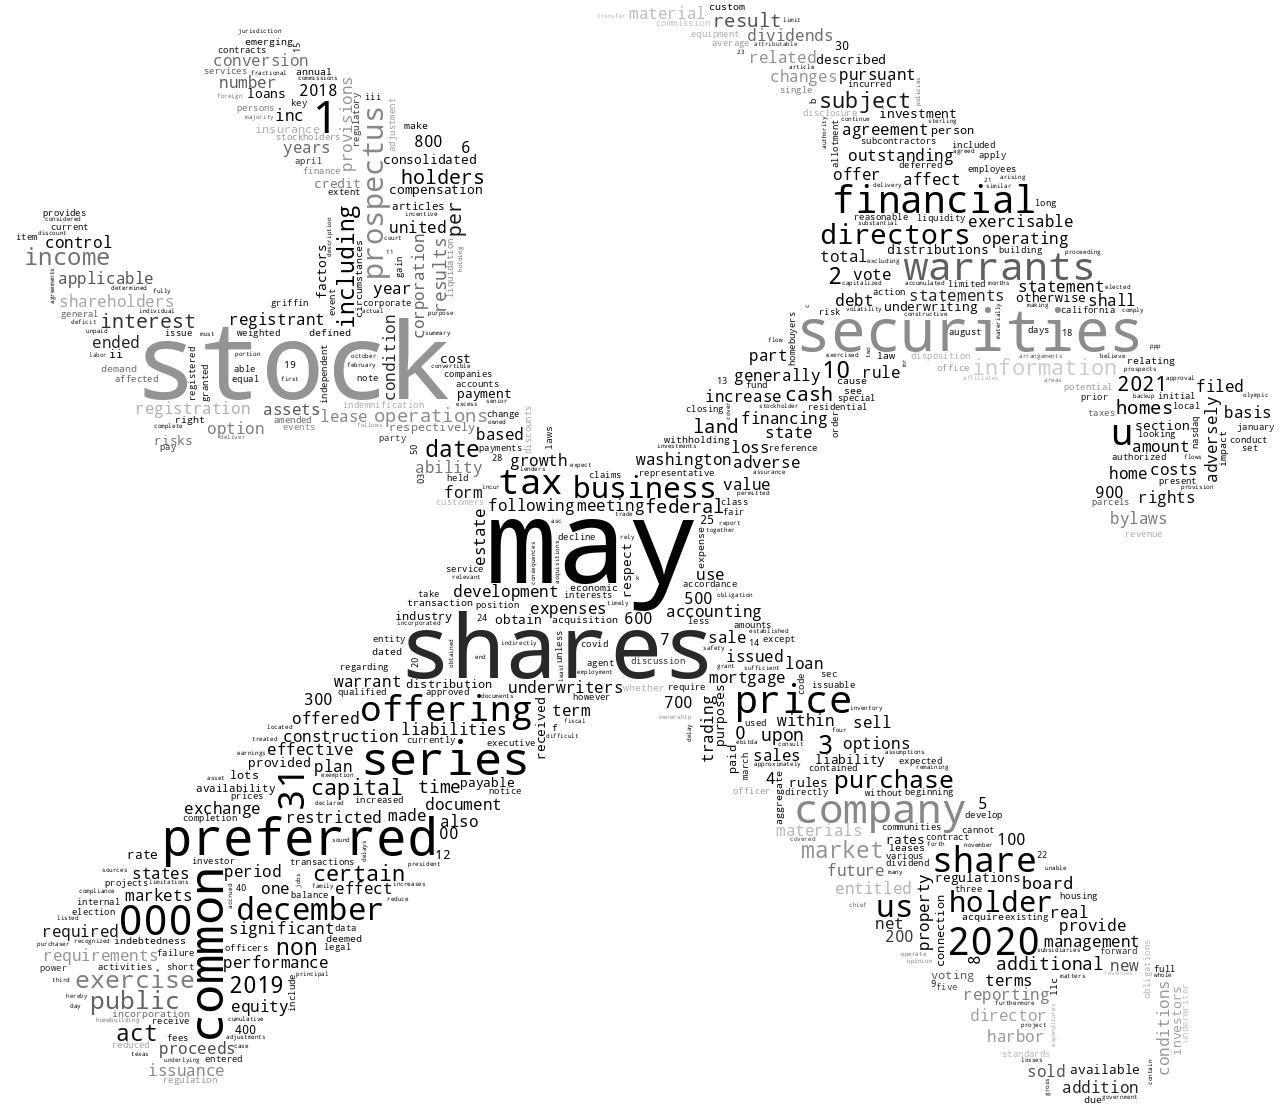 transfer material custom
commission result limit
equipment dividends
average attributable 30
23 related described
article changes pursuant
single incurred policies
b subject
disclosure investment
continue sterling
authority agreement person
subcontractors included
allotment outstanding agreed apply
deferred employees
offer affect 21 arising
delivery similar
financial long
reasonable liquidity exercisable
substantial
directors operating
distributions building proceeding
total excluding warrants
2 vote capitalized accumulated limited months statement elected
action otherwise shall
debt underwriting statements making
risk volatility constructive materially california comply
c securities august days 18
jurisdiction
emerging 15
contracts
conversion
services fractional annual
number commissions
foreign loans 2018
persons key
majority inc 1
insurance
stockholders
years
april
finance
credit
extent
provisions regulatory iii
prospectus adjustment
make
800 6
consolidated
holders
compensation
articles per
incentive
united
court
11 corporation results liquidation holding
gain
year
corporate
actual purpose
summary
including description circumstances
factors event
griffin
registrant
weighted defined
provides
considered
current
item discount
control
income
applicable
agreements determined fully
shareholders
general individual
deficit interest
unpaid issue must
ended
labor ii
demand
affected
registered granted
stock
portion 19 october
able february
equal first note
independent condition
cost
convertible
companies
accounts
payment
excess senior
registration assets indemnification
lease operations change
amended follows owned
right option events respectively based
complete deliver party payments
risks
pay
date 50 28
discounts laws
ability growth
held lenders expect
030
form incur tax business
customers
claims representative
following meeting federal
trade
may
estate asc decline rely
25 report
together
expense
consequences acquisitions respect k
service
relevant economic
take development interests timely
transaction position expenses
industry 24 obtain acquisition 600
incorporated
use
accordance
500 obligation
accounting
less amounts
established
shares 7 sale 14 except
entity indirectly covid safety
dated 20 obtained end unless issued
regarding least agent discussion grant sufficient loan
employment mortgage code sec
warrant distribution underwriters whether require issuable
qualified approved documents however
300 700
flow exercised two law
part homebuyers disposition arrangements believe
mr rule office information
13 generally 10 affiliates areas
fund cause
increase cash see
closing special
stockholder residential
cover financing order
land state
withholding
investments loss reference
washington adverse
assurance
value
permitted
class
fair
ppp
relating
prospects
potential 2021 approval
prior backup initial filed olympic
taxes homes local basis
u section nasdaq january
looking adversely conduct
amount impact set
authorized flows
home costs
present
900 provision
parcels rights
bylaws
revenue
offered offering term
located received fiscal
construction liabilities f difficult
treated currently executive
effective series
earnings
provided plan exemption
asset lots capital time payable
availability notice
prices declared increased document
exchange 31 restricted made
completion also
preferred 00
sound delays 12
rate investor president
sources transactions certain
states period jobs
projects limitations family increases
compliance markets accrued 40 one effect reduce
internal balance
election december
listed 000 common
required significant data
purchaser recognized indebtedness deemed
requirements failure officers non legal
power activities short performance
third exercise principal
hereby 2019 include
day public equity
incorporation cumulative
homebuilding receive 400
act adjustments
fees case
reduced proceeds
texas underlying entered
issuance
regulation
ownership price inventory
delay trading purposes used within sell
0 upon four
ebitda consult 3 options
paid march sales liability assumptions
approximately contained expected
4 rules remaining
officer directly purchase
aggregate without beginning
company 5
develop
materials communities cannot
covered rates contract 100
leases forth november
market various share 22
dividend unable
future many regulations
three board
entitled housing
chief holder
us property acquire existing real
net provide
200 connection 2020 management
operate subsidiaries forward
opinion 8 additional new
voting revenues
9 five terms llc matters
reporting
furthermore
director
project expenditures
harbor
standards
losses
sold available
gross addition contain
due government
obligations
full
whole
conditions investors underwriter